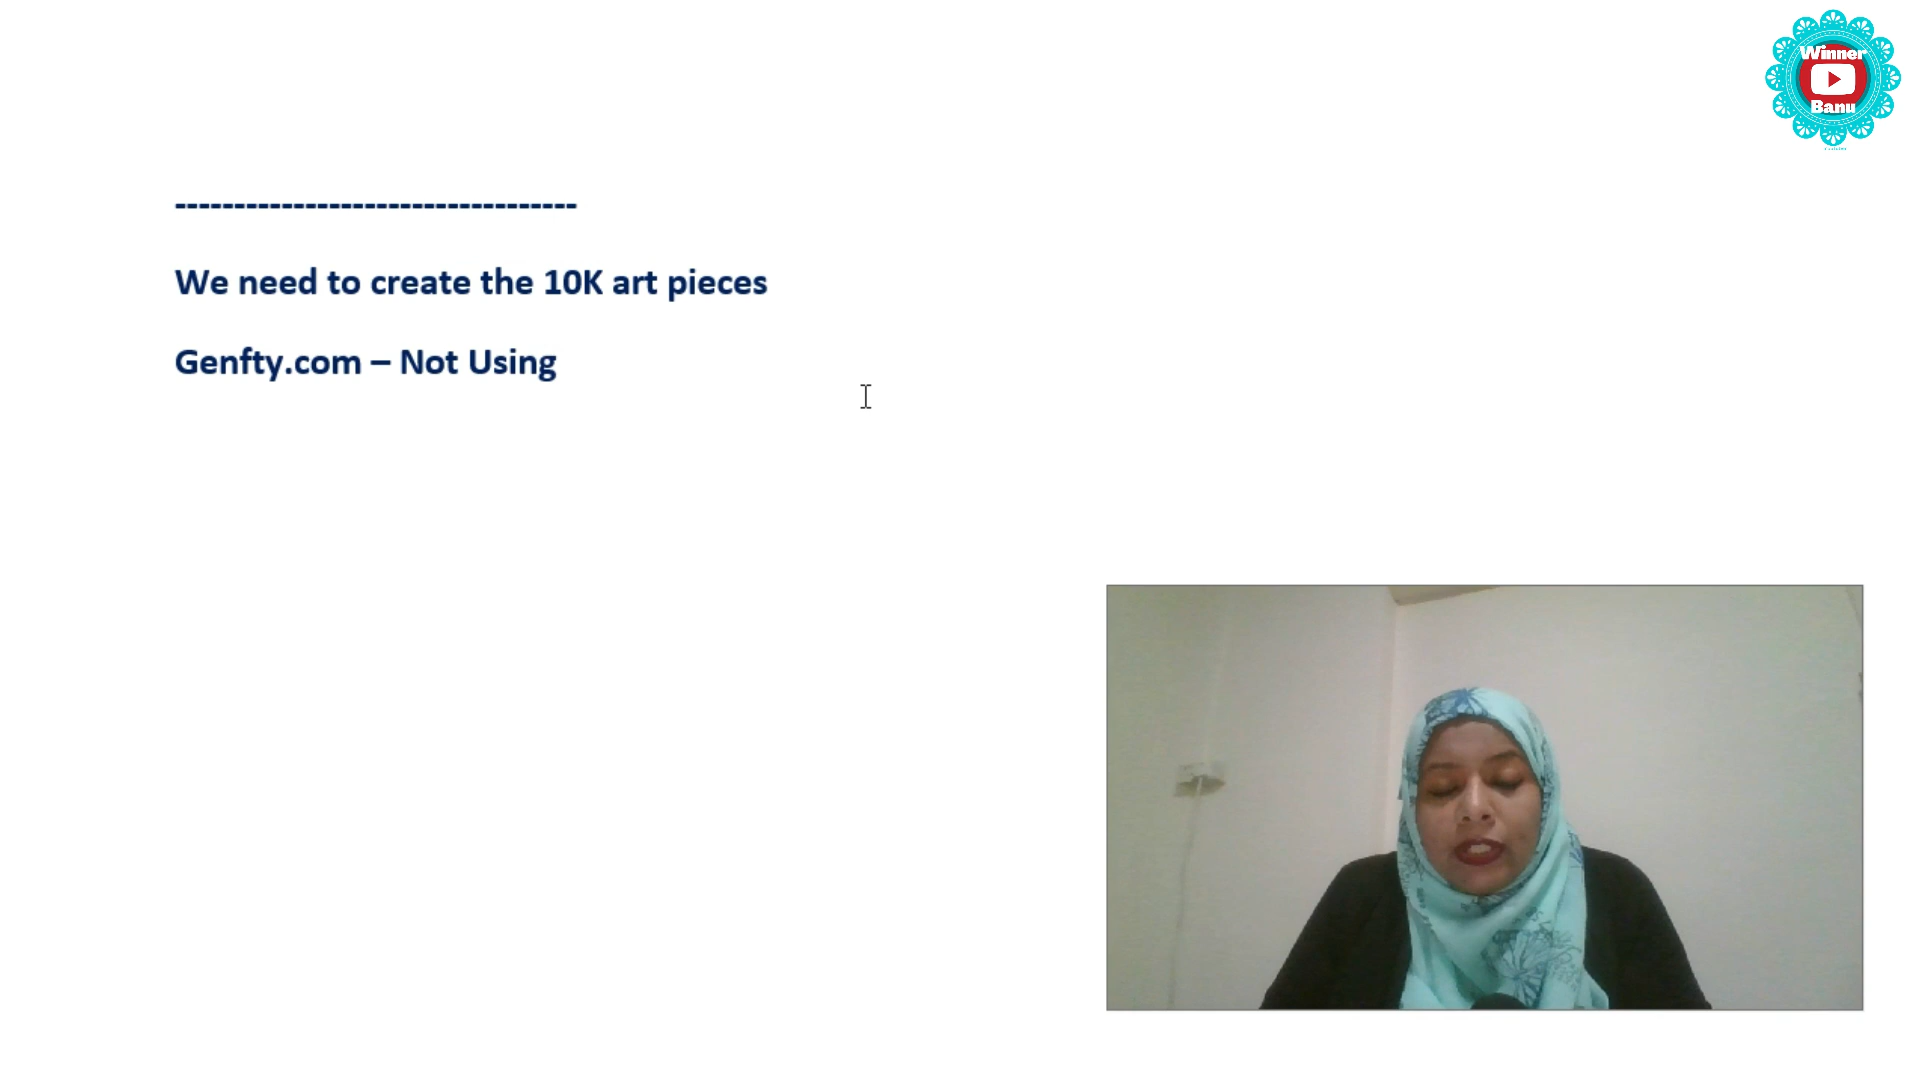 Winner
Banu
---------------------------------
We need to create the 10K art pieces
Genfty.com – Not Using